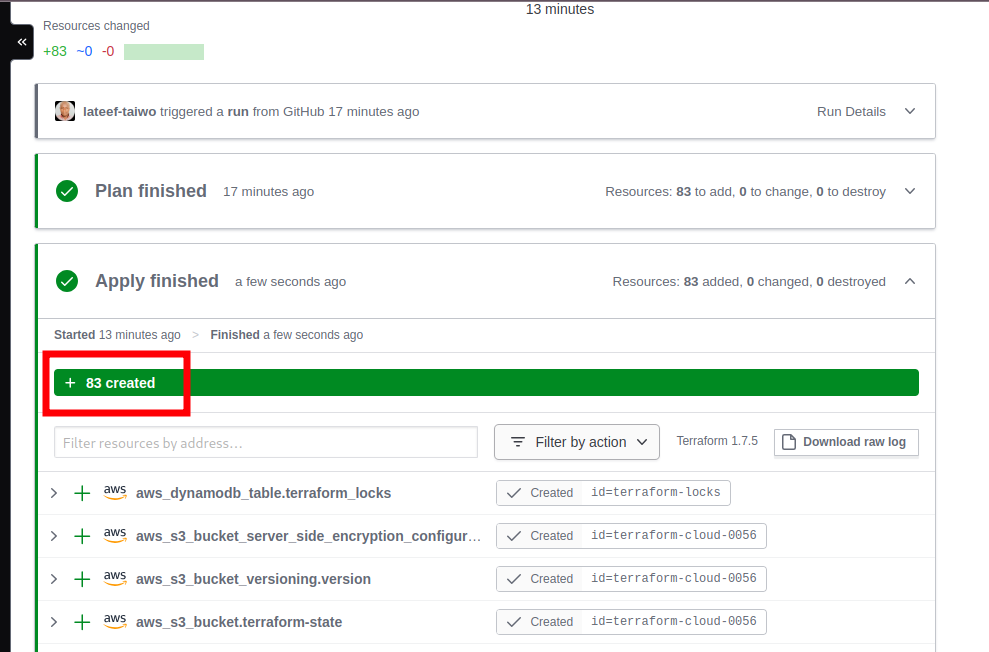 13 minutes
Resources changed
+83 ~0 -0
«
lateef-taiwo triggered a run from GitHub 17 minutes ago Run Details
Plan finished 17 minutes ago Resources: 83 to add, 0 to change, 0 to destroy
Apply finished a few seconds ago Resources: 83 added, 0 changed, 0 destroyed
Started 13 minutes ago > Finished a few seconds ago
+ 83 created
Filter resources by address... Filter by action Terraform 1.7.5 Download raw log
aws aws_dynamodb_table.terraform_locks Created id=terraform-locks
aws aws_s3_bucket_server_side_encryption_configur... Created id=terraform-cloud-0056
aws aws_s3_bucket_versioning.version Created id=terraform-cloud-0056
aws aws_s3_bucket.terraform-state Created id=terraform-cloud-0056